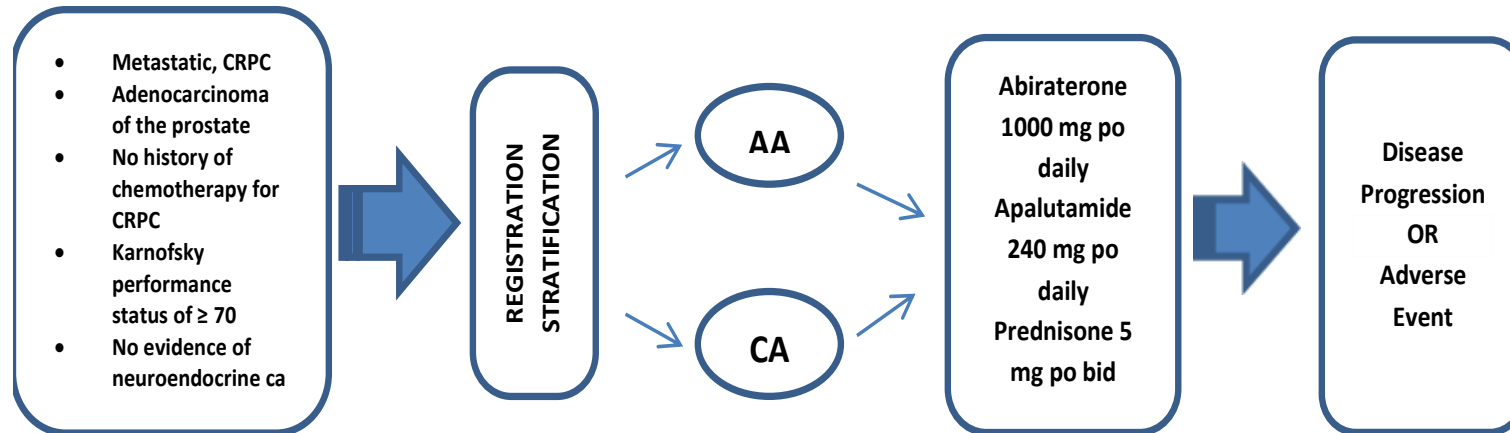 • Metastatic, CRPC
• Adenocarcinoma
of the prostate
• No history of
chemotherapy for
CRPC
• Karnofsky
performance
status of ≥ 70
• No evidence of
neuroendocrine ca
REGISTRATION
STRATIFICATION
AA
CA
Abiraterone
1000 mg po
daily
Apalutamide
240 mg po
daily
Prednisone 5
mg po bid
Disease
Progression
OR
Adverse
Event